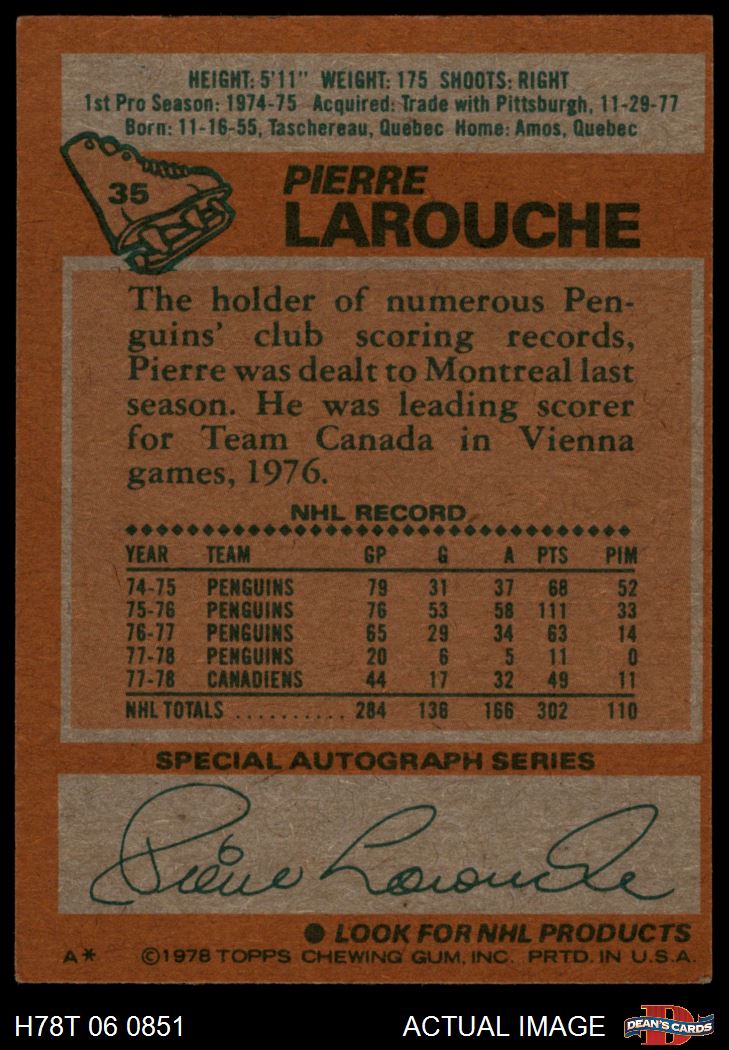 HEIGHT: 5'11" WEIGHT: 175 SHOOTS: RIGHT
1st Pro Season: 1974-75 Acquired: Trade with Pittsburgh, 11-29-77
Born: 11-16-55, Taschereau, Quebec Home: Amos, Quebec
35
PIERRE
LAROUCHE
The holder of numerous Pen-
guins' club scoring records,
Pierre was dealt to Montreal last
season. He was leading scorer
for Team Canada in Vienna
games, 1976.
NHL RECORD
YEAR TEAM GP G A PTS PIM
74-75 PENGUINS 79 31 37 68 52
75-76 PENGUINS 76 53 58 111 33
76-77 PENGUINS 65 29 34 63 14
77-78 PENGUINS 20 6 5 11 0
77-78 CANADIENS 44 17 32 49 11
NHL TOTALS .......... 284 136 166 302 110
SPECIAL AUTOGRAPH SERIES
Pierre Larouche
● LOOK FOR NHL PRODUCTS
A* ©1978 TOPPS CHEWING GUM, INC. PRTD. IN U.S.A.
H78T 06 0851 ACTUAL IMAGE D DEAN'S CARDS